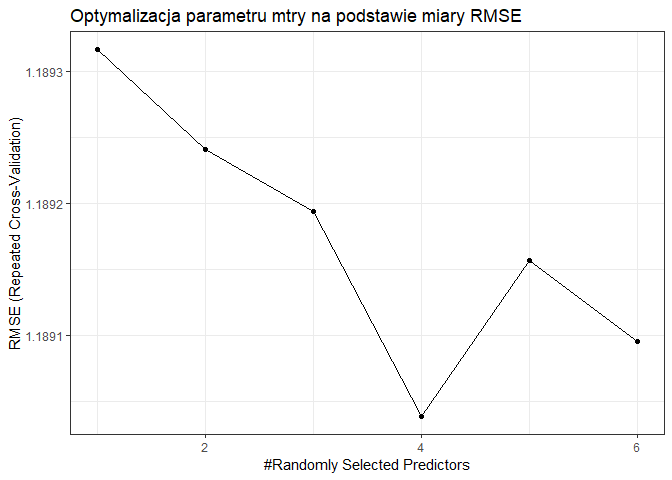 Optymalizacja parametru mtry na podstawie miary RMSE
RMSE (Repeated Cross-Validation)
1.1893
1.1892
1.1891
2
4
6
#Randomly Selected Predictors